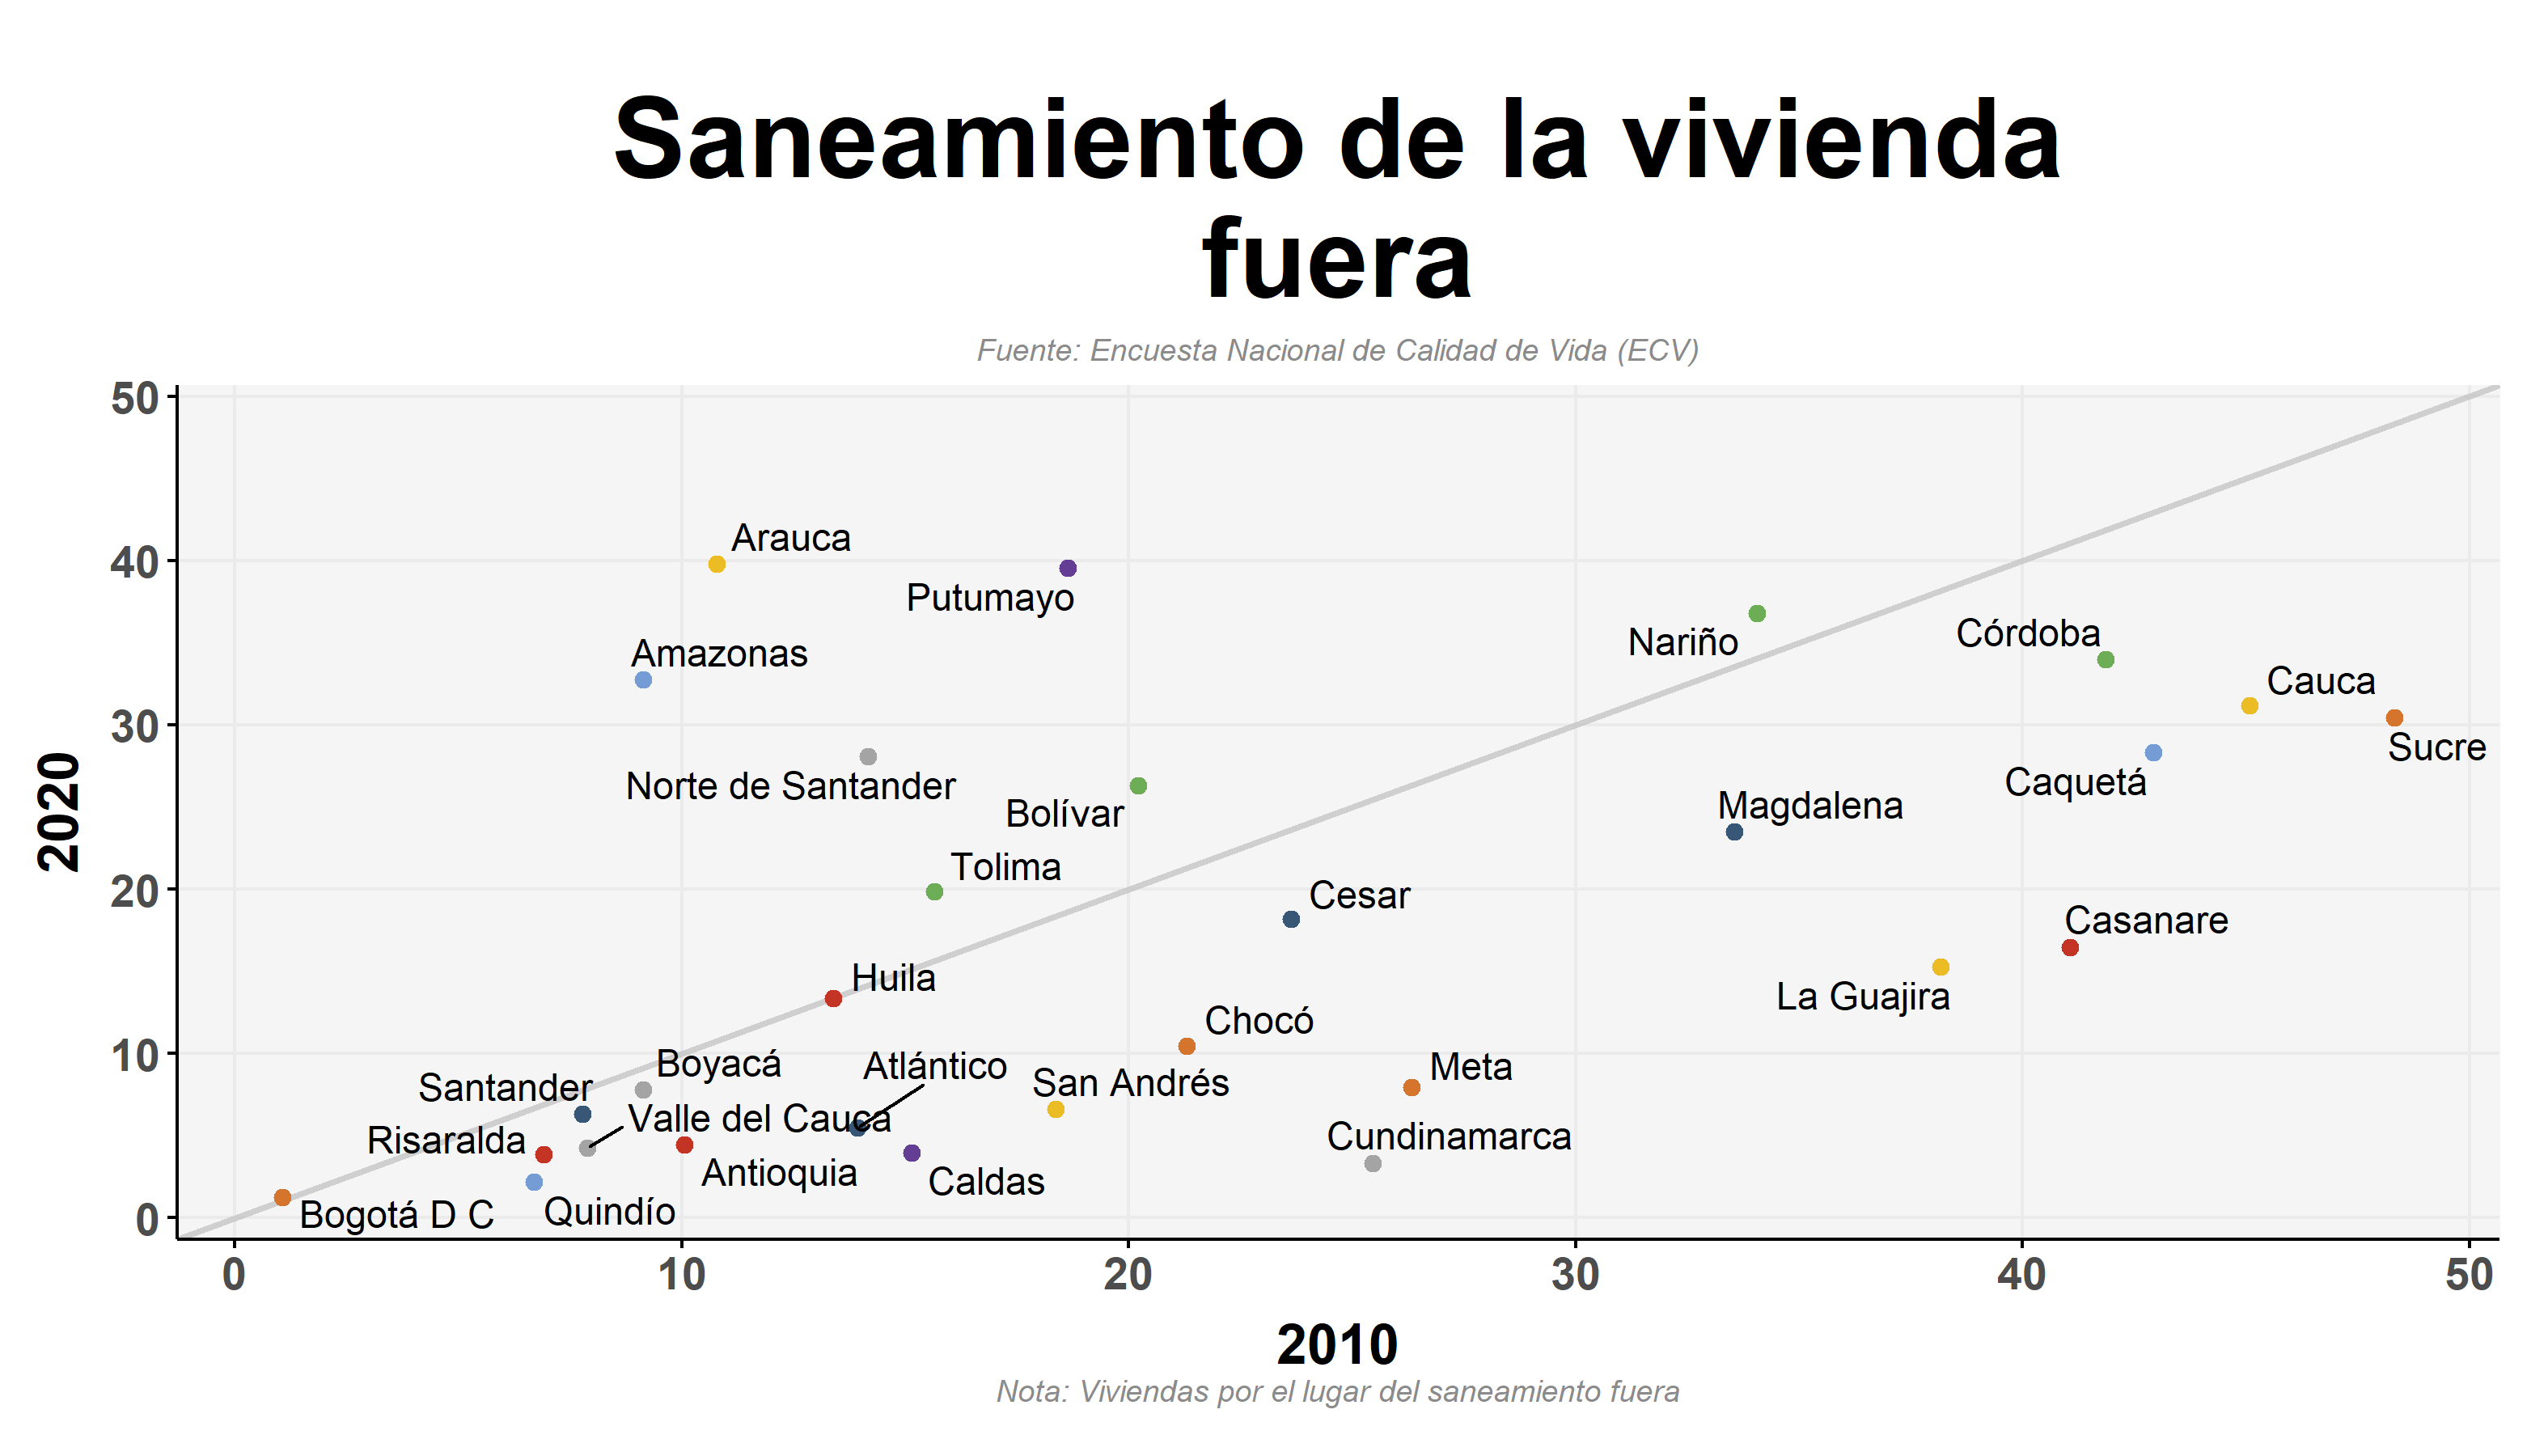 Saneamiento de la vivienda
fuera
Fuente: Encuesta Nacional de Calidad de Vida (ECV)
50
40
30
20
10
0
2020
Arauca
Putumayo
Nariño
Córdoba
Amazonas
Cauca
Sucre
Caquetá
Norte de Santander
Bolívar
Magdalena
Tolima
Cesar
Casanare
Huila
La Guajira
Chocó
Boyacá
Atlántico
Meta
Santander
San Andrés
Valle del Cauca
Risaralda
Cundinamarca
Antioquia
Caldas
Bogotá D C
Quindío
0 10 20 30 40 50
2010
Nota: Viviendas por el lugar del saneamiento fuera